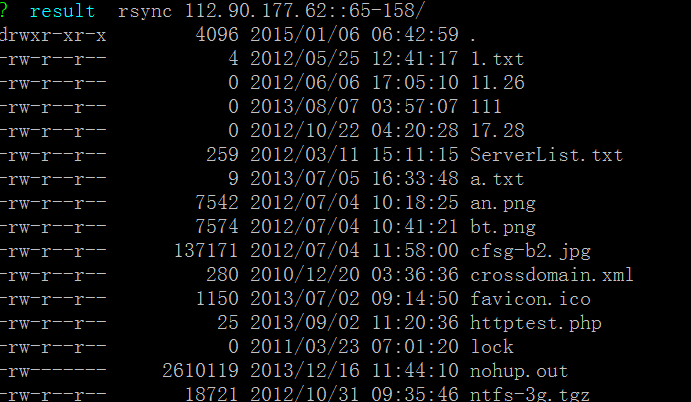 ? result rsync 112.90.177.62::65-158/
drwxr-xr-x 4096 2015/01/06 06:42:59 .
-rw-r--r-- 4 2012/05/25 12:41:17 1.txt
-rw-r--r-- 0 2012/06/06 17:05:10 11.26
-rw-r--r-- 0 2013/08/07 03:57:07 111
-rw-r--r-- 0 2012/10/22 04:20:28 17.28
-rw-r--r-- 259 2012/03/11 15:11:15 ServerList.txt
-rw-r--r-- 9 2013/07/05 16:33:48 a.txt
-rw-r--r-- 7542 2012/07/04 10:18:25 an.png
-rw-r--r-- 7574 2012/07/04 10:41:21 bt.png
-rw-r--r-- 137171 2012/07/04 11:58:00 cfsg-b2.jpg
-rw-r--r-- 280 2010/12/20 03:36:36 crossdomain.xml
-rw-r--r-- 1150 2013/07/02 09:14:50 favicon.ico
-rw-r--r-- 25 2013/09/02 11:20:36 httptest.php
-rw-r--r-- 0 2011/03/23 07:01:20 lock
-rw------- 2610119 2013/12/16 11:44:10 nohup.out
-rw-r--r-- 18721 2012/10/31 09:35:46 ntfs-3g.tgz